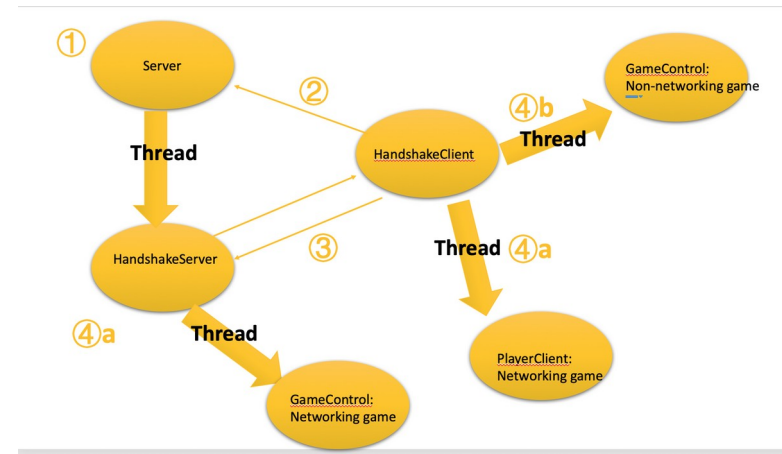 ①
Server
②
GameControl:
Non-networking game
④b
Thread
Thread
HandshakeClient
HandshakeServer
③
Thread ④a
④a
Thread
PlayerClient:
Networking game
GameControl:
Networking game